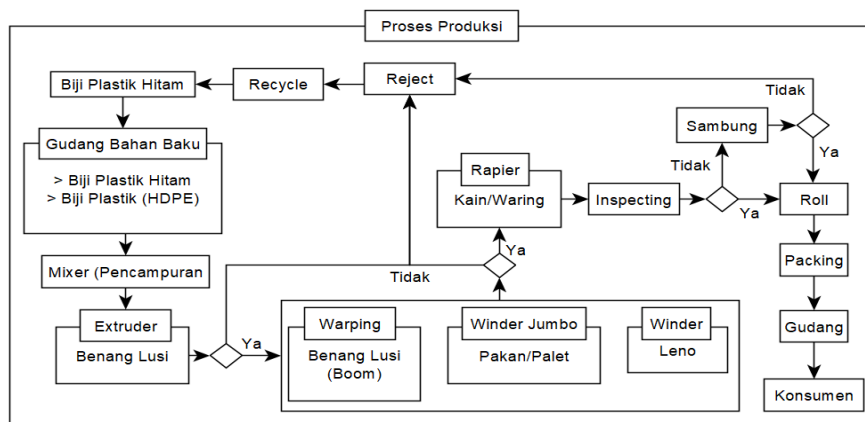 Proses Produksi
Biji Plastik Hitam
Recycle
Reject
Tidak
Sambung
Gudang Bahan Baku
> Biji Plastik Hitam
> Biji Plastik (HDPE)
Ya
Rapier
Kain/Waring
Tidak
Inspecting
Ya
Roll
Mixer (Pencampuran
Tidak
Ya
Packing
Extruder
Benang Lusi
Ya
Warping
Benang Lusi
(Boom)
Winder Jumbo
Pakan/Palet
Winder
Leno
Gudang
Konsumen